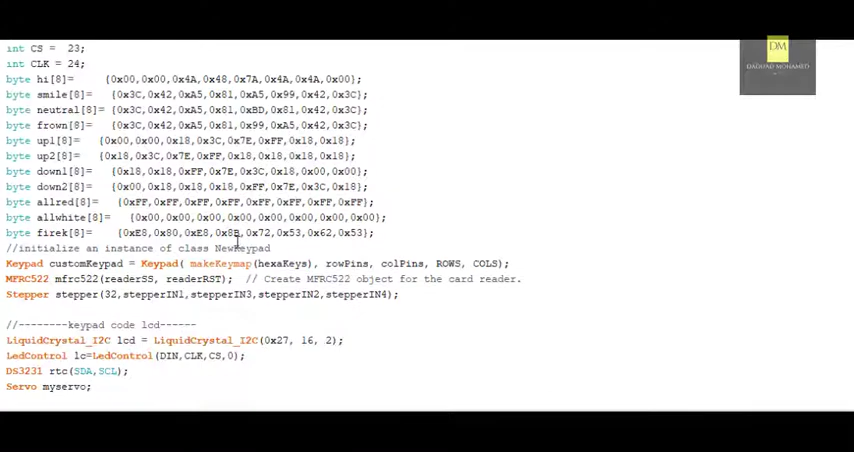 int CS = 23;
int CLK = 24;
byte hi[8]= {0x00,0x00,0x4A,0x48,0x7A,0x4A,0x4A,0x00};
byte smile[8]= {0x3C,0x42,0xA5,0x81,0xA5,0x99,0x42,0x3C};
byte neutral[8]= {0x3C,0x42,0xA5,0x81,0xBD,0x81,0x42,0x3C};
byte frown[8]= {0x3C,0x42,0xA5,0x81,0x99,0xA5,0x42,0x3C};
byte up1[8]= {0x00,0x00,0x18,0x3C,0x7E,0xFF,0x18,0x18};
byte up2[8]= {0x18,0x3C,0x7E,0xFF,0x18,0x18,0x18,0x18};
byte down1[8]= {0x18,0x18,0xFF,0x7E,0x3C,0x18,0x00,0x00};
byte down2[8]= {0x00,0x18,0x18,0x18,0xFF,0x7E,0x3C,0x18};
byte allred[8]= {0xFF,0xFF,0xFF,0xFF,0xFF,0xFF,0xFF,0xFF};
byte allwhite[8]= {0x00,0x00,0x00,0x00,0x00,0x00,0x00,0x00};
byte firek[8]= {0xE8,0x80,0xE8,0x8B,0x72,0x53,0x62,0x53};
//initialize an instance of class NewKeypad
Keypad customKeypad = Keypad( makeKeymap(hexaKeys), rowPins, colPins, ROWS, COLS);
MFRC522 mfrc522(readerSS, readerRST); // Create MFRC522 object for the card reader.
Stepper stepper(32,stepperIN1,stepperIN3,stepperIN2,stepperIN4);
//--------keypad code lcd------
LiquidCrystal_I2C lcd = LiquidCrystal_I2C(0x27, 16, 2);
LedControl lc=LedControl(DIN,CLK,CS,0);
DS3231 rtc(SDA,SCL);
Servo myservo;
DM
DAOUAD MOHAMED